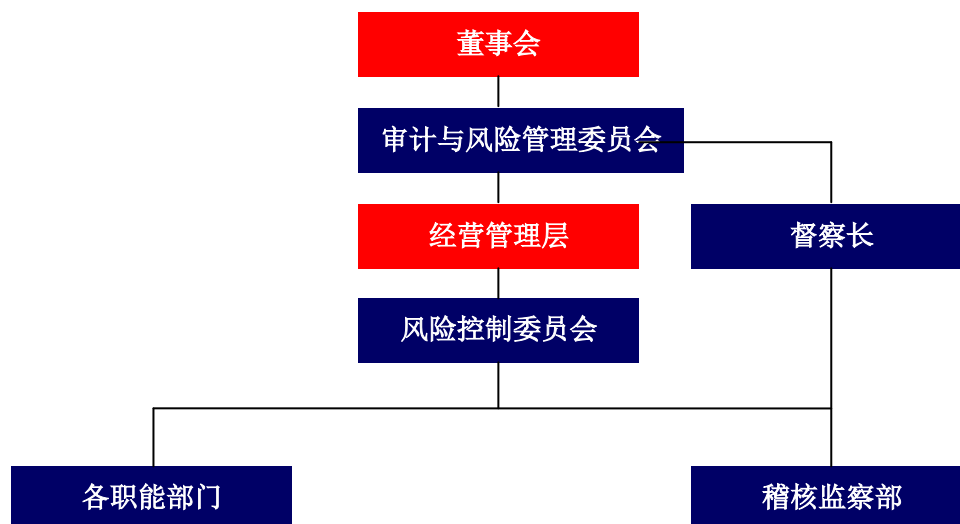 董事会
审计与风险管理委员会
经营管理层
督察长
风险控制委员会
各职能部门
稽核监察部